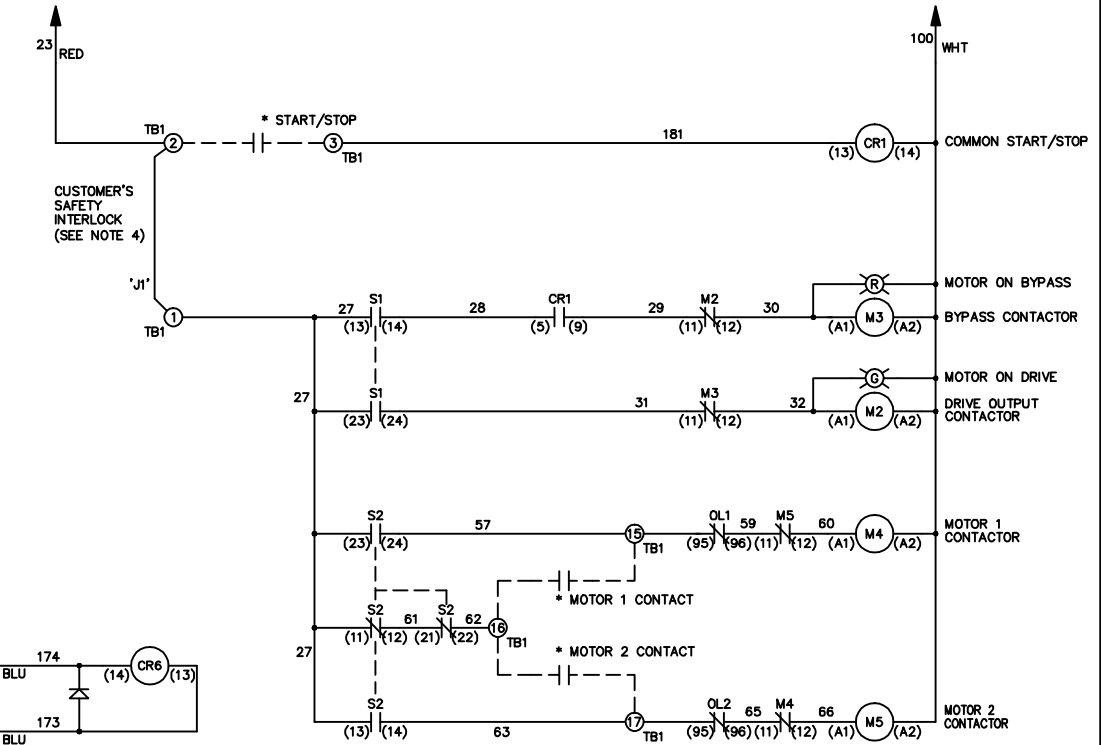 23 RED
100 WHT
* START/STOP
TB1
2
3
TB1
181
CR1
(13) (14)
COMMON START/STOP
CUSTOMER'S
SAFETY
INTERLOCK
(SEE NOTE 4)
'J1'
1
TB1
27
S1
(13) (14)
28
CR1
(5) (9)
29
M2
(11) (12)
30
R
MOTOR ON BYPASS
M3
(A1) (A2)
BYPASS CONTACTOR
27
S1
(23) (24)
31
M3
(11) (12)
32
G
MOTOR ON DRIVE
M2
(A1) (A2)
DRIVE OUTPUT
CONTACTOR
S2
(23) (24)
57
15
TB1
OL1
(95) (96)
59
M5
(11) (12)
60
M4
(A1) (A2)
MOTOR 1
CONTACTOR
* MOTOR 1 CONTACT
S2
(11) (12)
61
S2
(21) (22)
62
16
TB1
* MOTOR 2 CONTACT
27
S2
(13) (14)
63
17
TB1
OL2
(95) (96)
65
M4
(11) (12)
66
M5
(A1) (A2)
MOTOR 2
CONTACTOR
174
BLU
(14) CR6 (13)
173
BLU